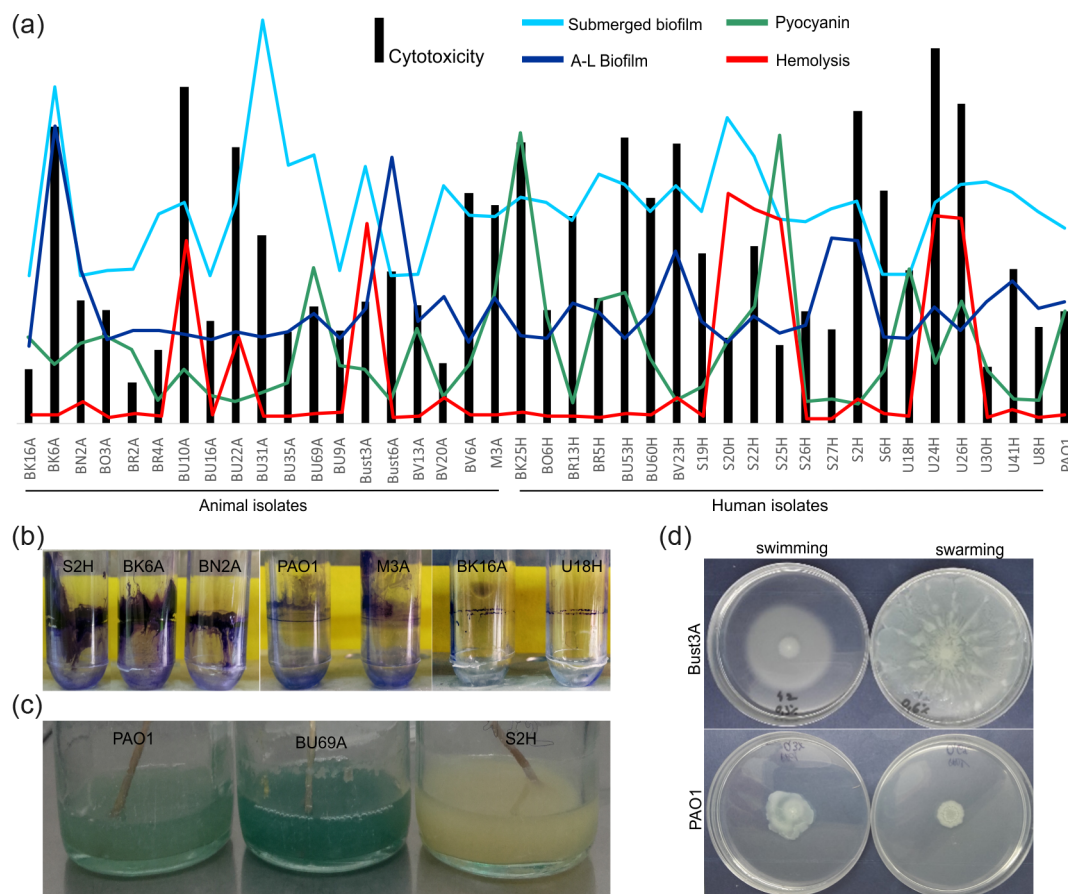 (a)
Cytotoxicity
Submerged biofilm
A-L Biofilm
Pyocyanin
Hemolysis
BK16A
BK6A
BN2A
BO3A
BR2A
BR4A
BU10A
BU16A
BU22A
BU31A
BU35A
BU69A
BU9A
Bust3A
Bust6A
BV13A
BV20A
BV6A
M3A
BK25H
BO6H
BR13H
BR5H
BU53H
BU60H
BV23H
S19H
S20H
S22H
S25H
S26H
S27H
S2H
S6H
U18H
U24H
U26H
U30H
U41H
U8H
PAO1
Animal isolates
Human isolates
(b)
S2H BK6A BN2A PAO1 M3A BK16A U18H
(c)
PAO1 BU69A S2H
(d)
swimming swarming
Bust3A
0,6%
PAO1